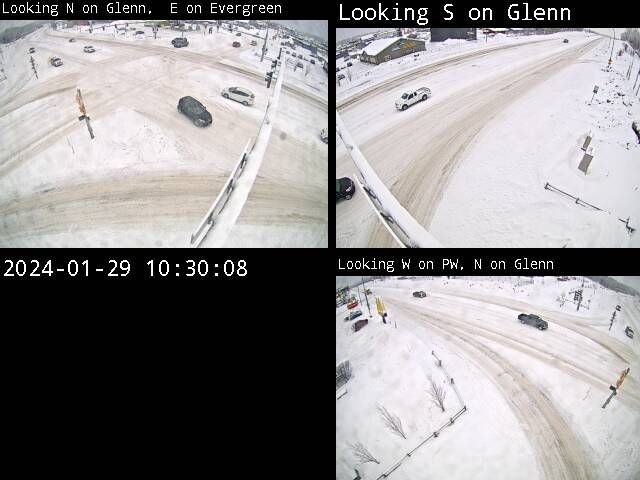 Looking N on Glenn,  E on Evergreen
Looking S on Glenn
2024-01-29 10:30:08
Looking W on PW, N on Glenn